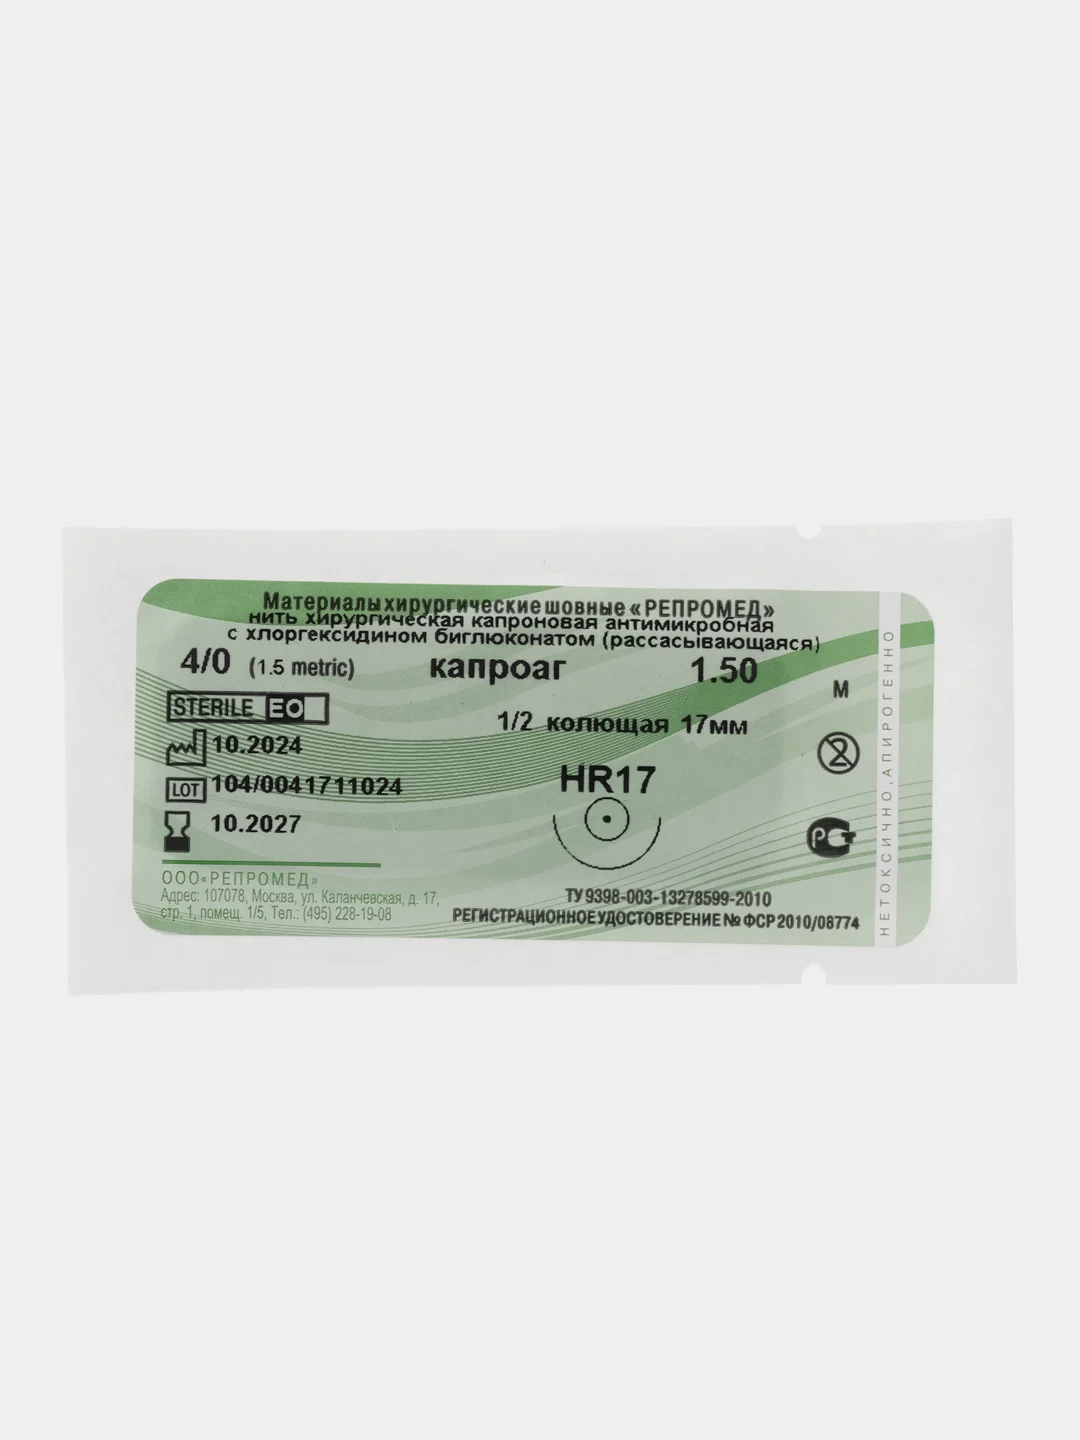 Материалы хирургические шовные «РЕПРОМЕД»
нить хирургическая капроновая антимикробная
с хлоргексидином биглюконатом (рассасывающаяся)
4/0 (1.5 metric) капроаг 1.50
М
STERILE EO
1/2 колющая 17мм
10.2024
2
HR17
LOT 104/0041711024
10.2027
РСт
ООО«РЕПРОМЕД»
Адрес: 107078, Москва, ул. Каланчевская, д. 17,
стр. 1, помещ. 1/5, Тел.: (495) 228-19-08
ТУ 9398-003-13278599-2010
РЕГИСТРАЦИОННОЕ УДОСТОВЕРЕНИЕ № ФСР 2010/08774
НЕТОКСИЧНО, АПИРОГЕННО